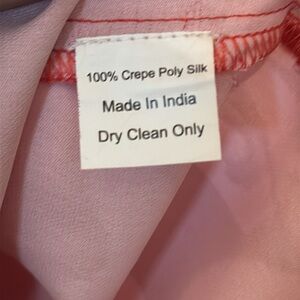 100% Crepe Poly Silk
Made In India
Dry Clean Only